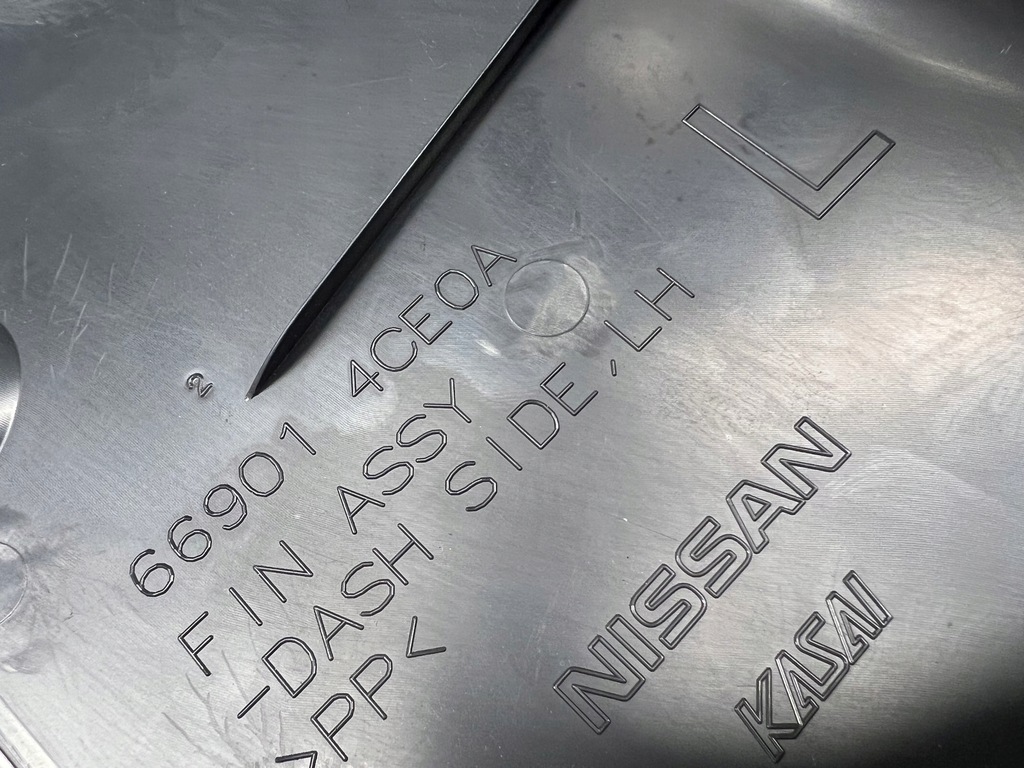 L
2
66901 4CE0A
FIN ASSY
-DASH SIDE,LH
>PP<
NISSAN
KASAI